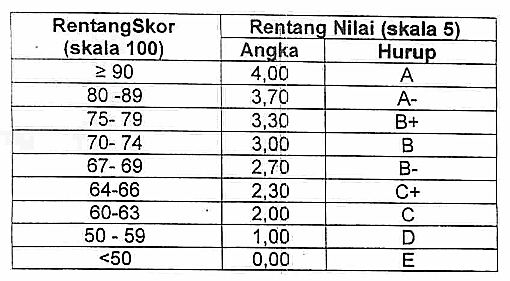 RentangSkor (skala 100) Rentang Nilai (skala 5)
Angka Hurup
≥ 90 4,00 A
80 -89 3,70 A-
75- 79 3,30 B+
70- 74 3,00 B
67- 69 2,70 B-
64-66 2,30 C+
60-63 2,00 C
50 - 59 1,00 D
<50 0,00 E